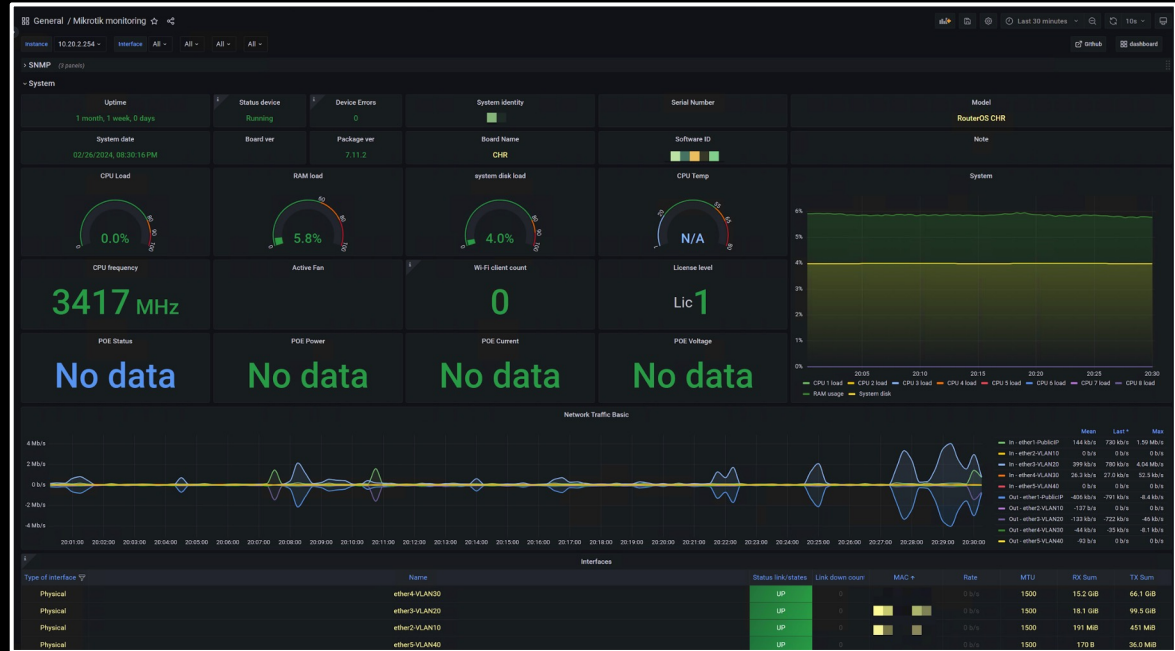 General / Mikrotik monitoring
Last 30 minutes
10s
Instance 10.20.2.254 Interface All All All All
Github dashboard
SNMP (3 panels)
System
Uptime Status device Device Errors System identity Serial Number Model
1 month, 1 week, 0 days Running 0 RouterOS CHR
System date Board ver Package ver Board Name Software ID Note
02/26/2024, 08:30:16 PM 7.11.2 CHR
CPU Load RAM load system disk load CPU Temp System
0 80 90 100 0.0%
0 60 80 100 5.8%
0 80 90 100 4.0%
20 55 65 80 N/A
CPU frequency Active Fan Wi-Fi client count License level
3417 MHz 0 Lic 1
POE Status POE Power POE Current POE Voltage
No data No data No data No data
6%
5%
4%
3%
2%
1%
0%
20:05 20:10 20:15 20:20 20:25 20:30
CPU 1 load CPU 2 load CPU 3 load CPU 4 load CPU 5 load CPU 6 load CPU 7 load CPU 8 load
RAM usage System disk
Network Traffic Basic
4 Mb/s
2 Mb/s
0 b/s
-2 Mb/s
-4 Mb/s
20:01:00 20:02:00 20:03:00 20:04:00 20:05:00 20:06:00 20:07:00 20:08:00 20:09:00 20:10:00 20:11:00 20:12:00 20:13:00 20:14:00 20:15:00 20:16:00 20:17:00 20:18:00 20:19:00 20:20:00 20:21:00 20:22:00 20:23:00 20:24:00 20:25:00 20:26:00 20:27:00 20:28:00 20:29:00 20:30:00
Mean Last * Max
In - ether1-PublicIP 144 kb/s 730 kb/s 1.59 Mb/s
In - ether2-VLAN10 0 b/s 0 b/s 0 b/s
In - ether3-VLAN20 399 kb/s 780 kb/s 4.04 Mb/s
In - ether4-VLAN30 26.3 kb/s 27.0 kb/s 52.5 kb/s
In - ether5-VLAN40 0 b/s 0 b/s 0 b/s
Out - ether1-PublicIP -406 kb/s -791 kb/s -8.4 kb/s
Out - ether2-VLAN10 -137 b/s 0 b/s 0 b/s
Out - ether3-VLAN20 -133 kb/s -722 kb/s -46 kb/s
Out - ether4-VLAN30 -44 kb/s -35 kb/s -8.1 kb/s
Out - ether5-VLAN40 -93 b/s 0 b/s 0 b/s
Interfaces
Type of interface Name Status link/states Link down count MAC Rate MTU RX Sum TX Sum
Physical ether4-VLAN30 UP 0 0 b/s 1500 15.2 GiB 66.1 GiB
Physical ether3-VLAN20 UP 0 0 b/s 1500 18.1 GiB 99.5 GiB
Physical ether2-VLAN10 UP 0 0 b/s 1500 191 MiB 451 MiB
Physical ether5-VLAN40 UP 0 0 b/s 1500 170 B 36.0 MiB